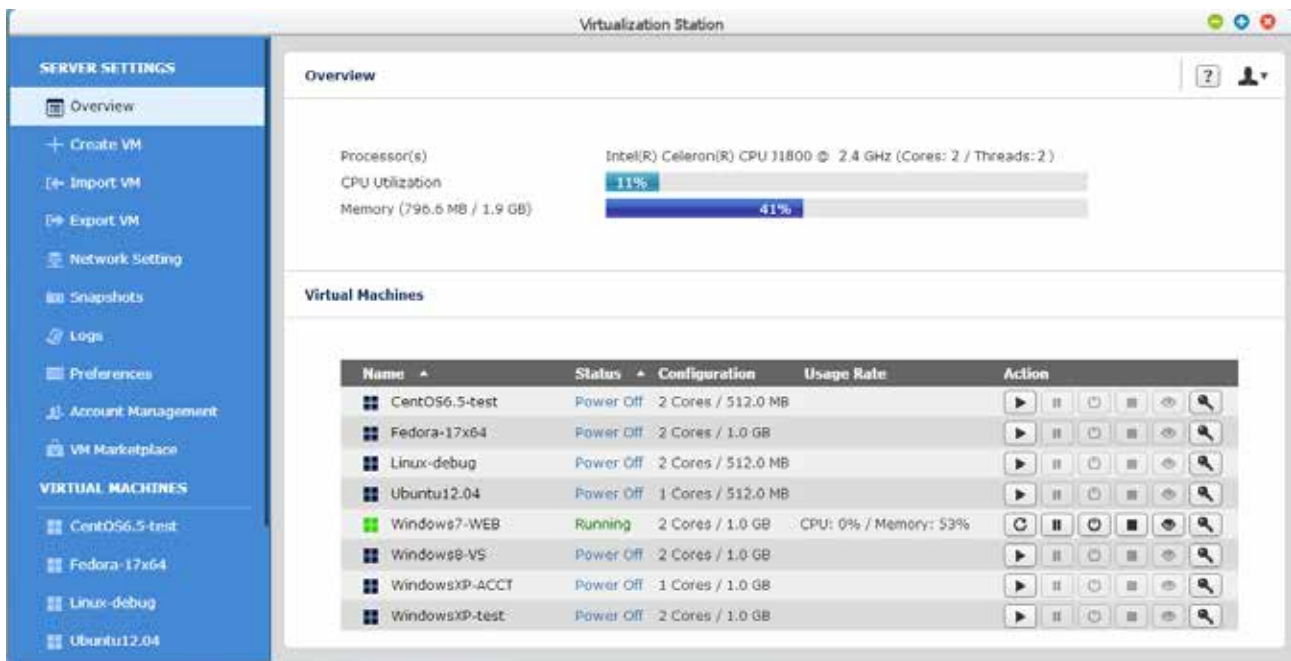 Virtualization Station
SERVER SETTINGS
Overview
Create VM
Import VM
Export VM
Network Setting
Snapshots
Logs
Preferences
Account Management
VM Marketplace
VIRTUAL MACHINES
CentOS6.5-test
Fedora-17x64
Linux-debug
Ubuntu12.04
Overview
?
Processor(s) Intel(R) Celeron(R) CPU J1800 @ 2.4 GHz (Cores: 2 / Threads: 2)
CPU Utilization 11%
Memory (796.6 MB / 1.9 GB) 41%
Virtual Machines
Name Status Configuration Usage Rate Action
CentOS6.5-test Power Off 2 Cores / 512.0 MB
Fedora-17x64 Power Off 2 Cores / 1.0 GB
Linux-debug Power Off 2 Cores / 512.0 MB
Ubuntu12.04 Power Off 1 Cores / 512.0 MB
Windows7-WEB Running 2 Cores / 1.0 GB CPU: 0% / Memory: 53%
Windows8-VS Power Off 2 Cores / 1.0 GB
WindowsXP-ACCT Power Off 1 Cores / 1.0 GB
WindowsXP-test Power Off 2 Cores / 1.0 GB